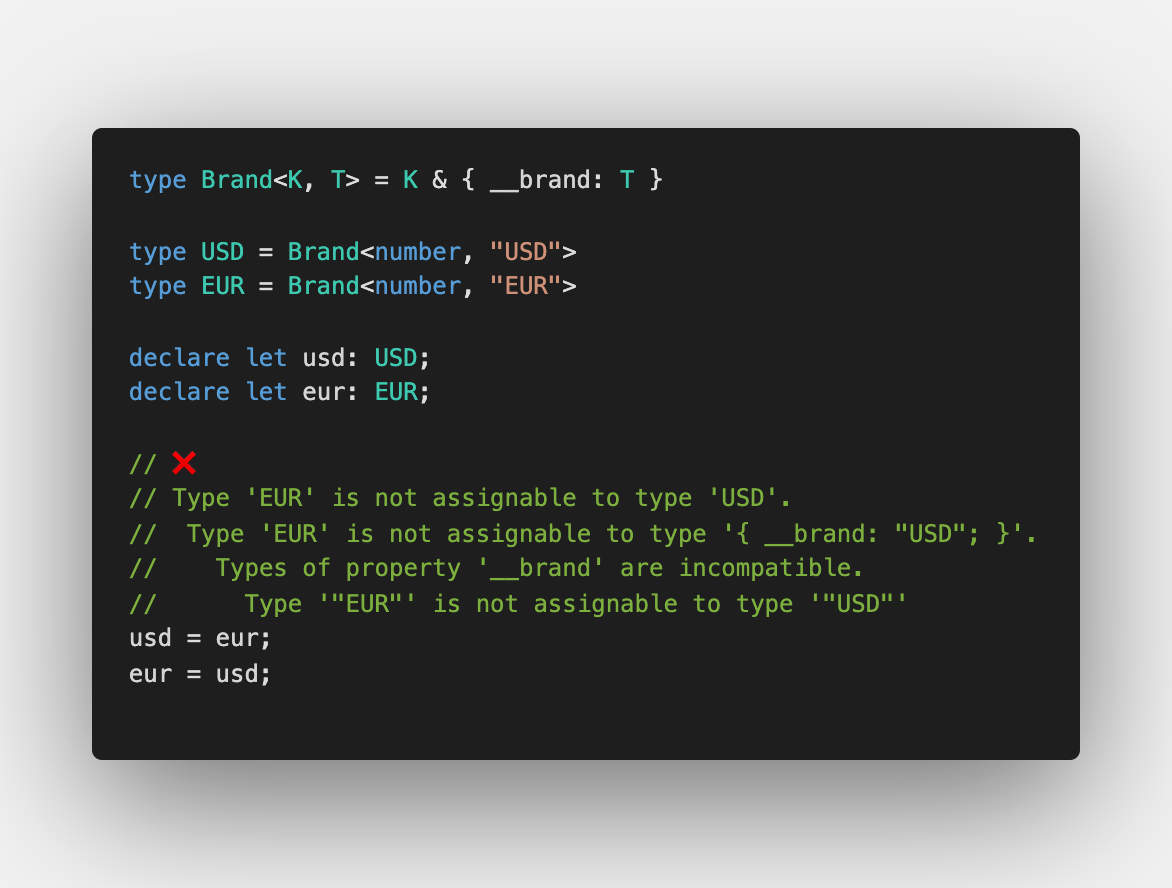 type Brand<K, T> = K & { __brand: T }
type USD = Brand<number, "USD">
type EUR = Brand<number, "EUR">
declare let usd: USD;
declare let eur: EUR;
// ❌
// Type 'EUR' is not assignable to type 'USD'.
//  Type 'EUR' is not assignable to type '{ __brand: "USD"; }'.
//    Types of property '__brand' are incompatible.
//      Type '"EUR"' is not assignable to type '"USD"'
usd = eur;
eur = usd;